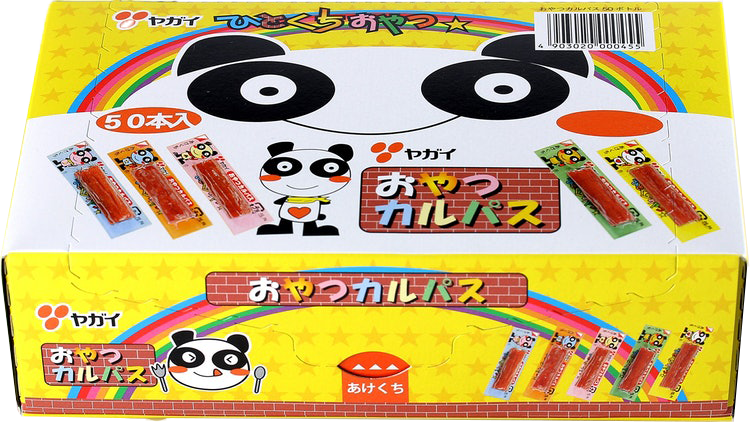 ヤガイ
ひとくちおやつ☆
おやつカルパス50ボトル
4 903020 000455
50本入
ヤガイ
おやつ
カルパス
おやつカルパス
ヤガイ
おやつ
カルパス
あけくち